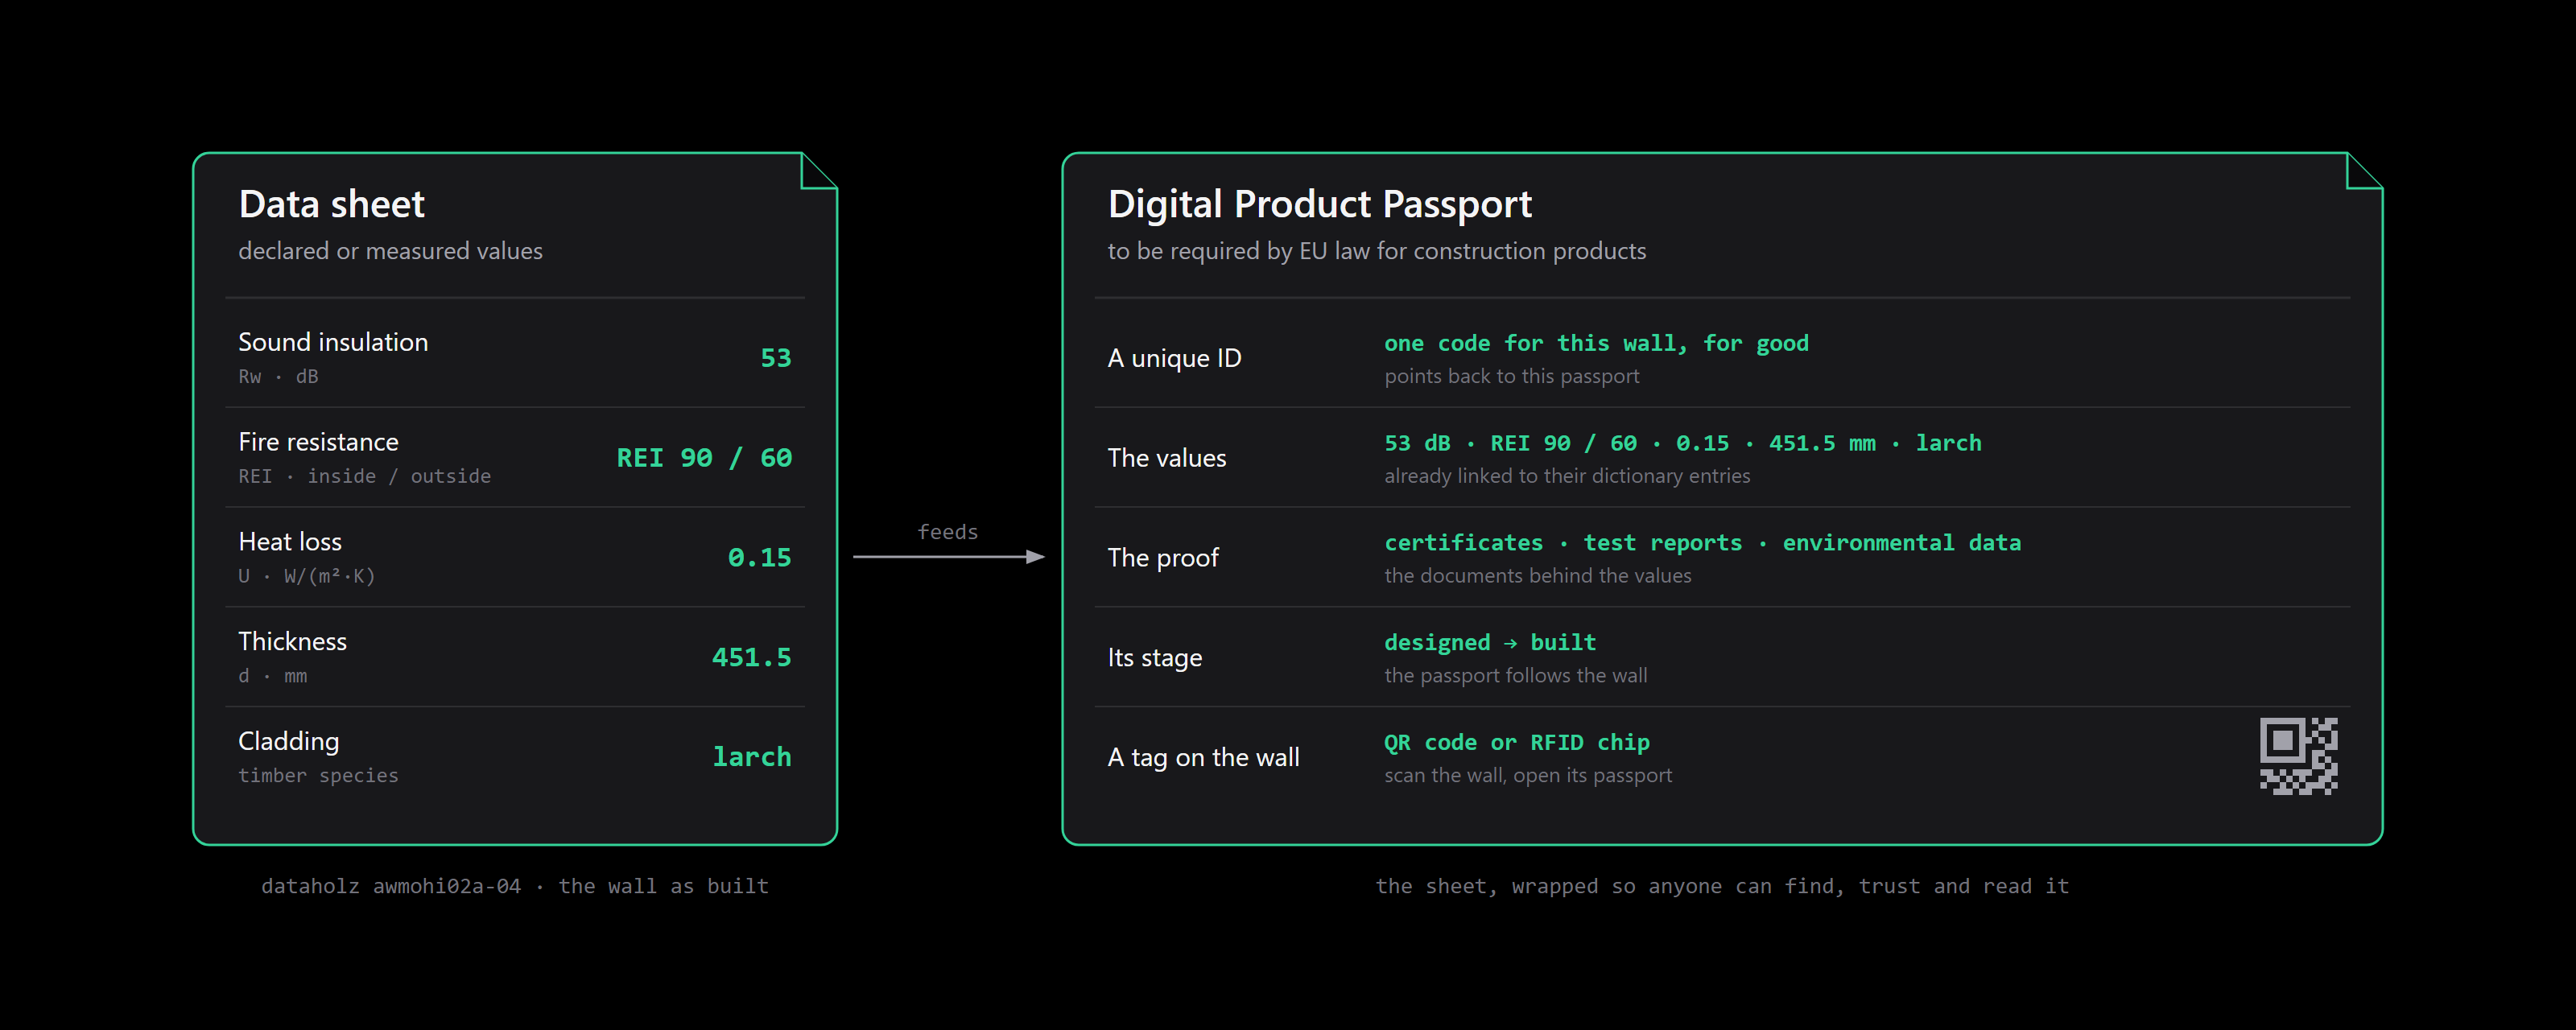 Data sheet
declared or measured values
Sound insulation
Rw · dB
53
Fire resistance
REI · inside / outside
REI 90 / 60
Heat loss
U · W/(m²·K)
0.15
Thickness
d · mm
451.5
Cladding
timber species
larch
dataholz awmohi02a-04 · the wall as built
feeds
Digital Product Passport
to be required by EU law for construction products
A unique ID
one code for this wall, for good
points back to this passport
The values
53 dB · REI 90 / 60 · 0.15 · 451.5 mm · larch
already linked to their dictionary entries
The proof
certificates · test reports · environmental data
the documents behind the values
Its stage
designed → built
the passport follows the wall
A tag on the wall
QR code or RFID chip
scan the wall, open its passport
the sheet, wrapped so anyone can find, trust and read it